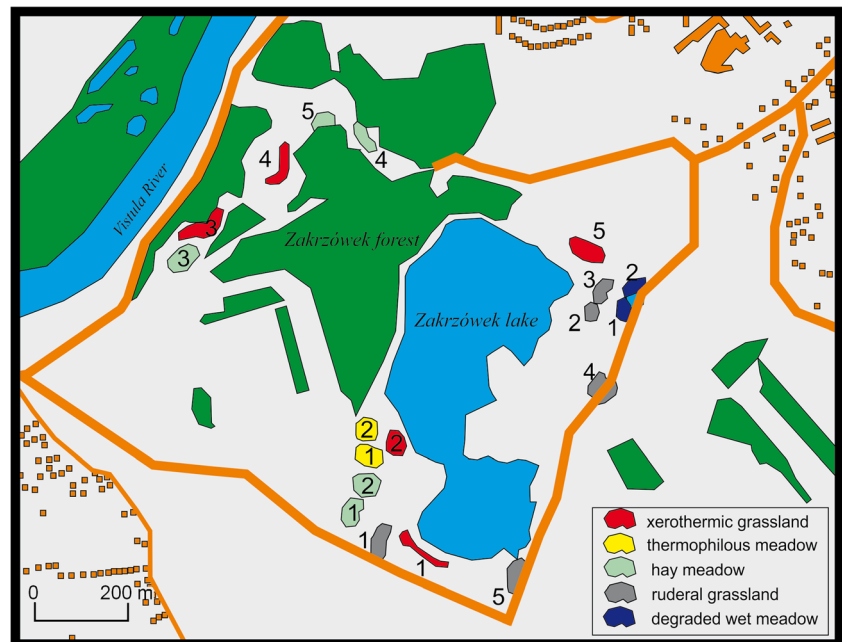 5
4
4
Vistula River
3
3
Zakrzówek forest
5
3
2
Zakrzówek lake
2
1
4
2
2
1
2
1
1
1
5
xerothermic grassland
thermophilous meadow
hay meadow
ruderal grassland
degraded wet meadow
0 200 m